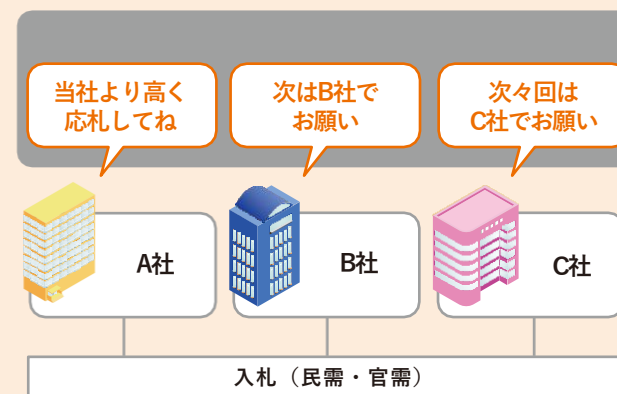 当社より高く
応札してね
次はB社で
お願い
次々回は
C社でお願い
A社
B社
C社
入札（民需・官需）